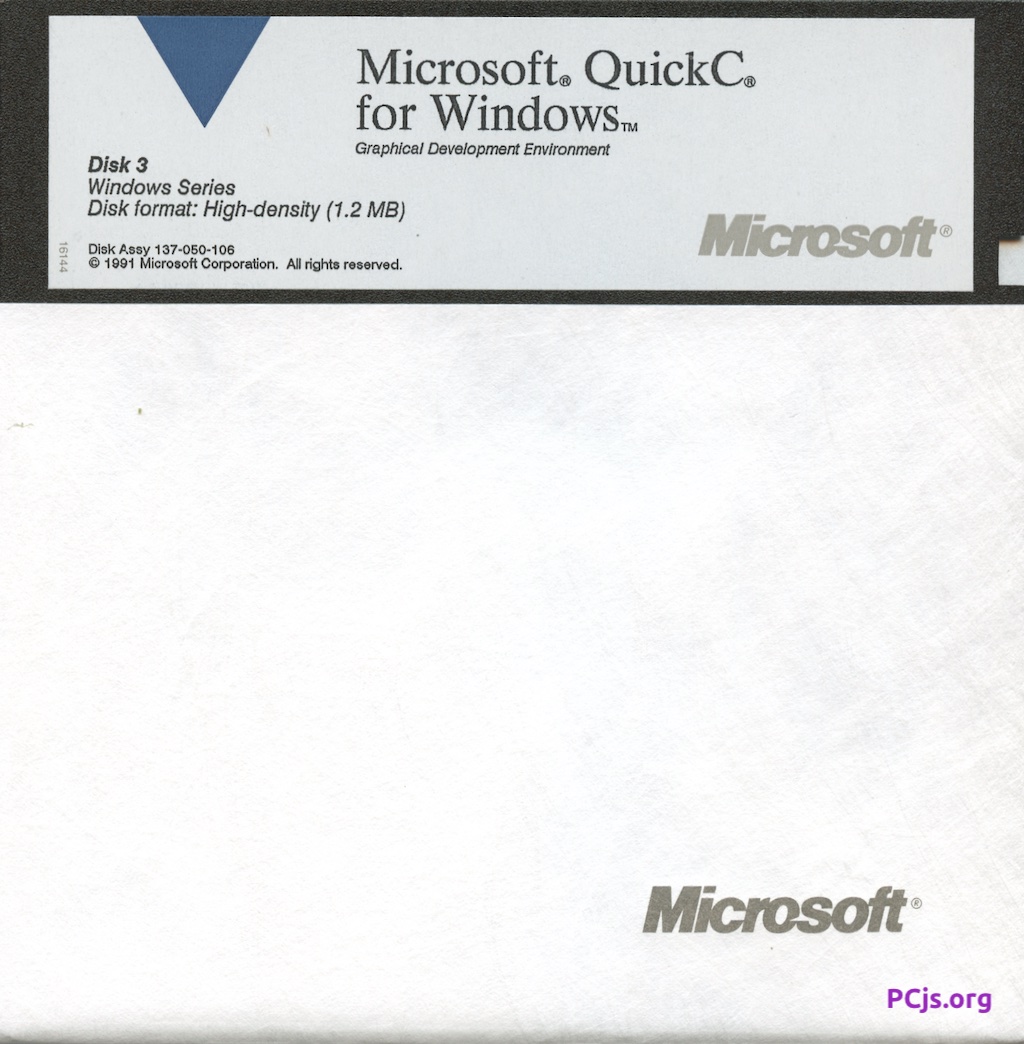 Microsoft® QuickC®
for Windows™
Graphical Development Environment
Disk 3
Windows Series
Disk format: High-density (1.2 MB)
Microsoft®
16144
Disk Assy 137-050-106
© 1991 Microsoft Corporation.  All rights reserved.
Microsoft®
PCjs.org